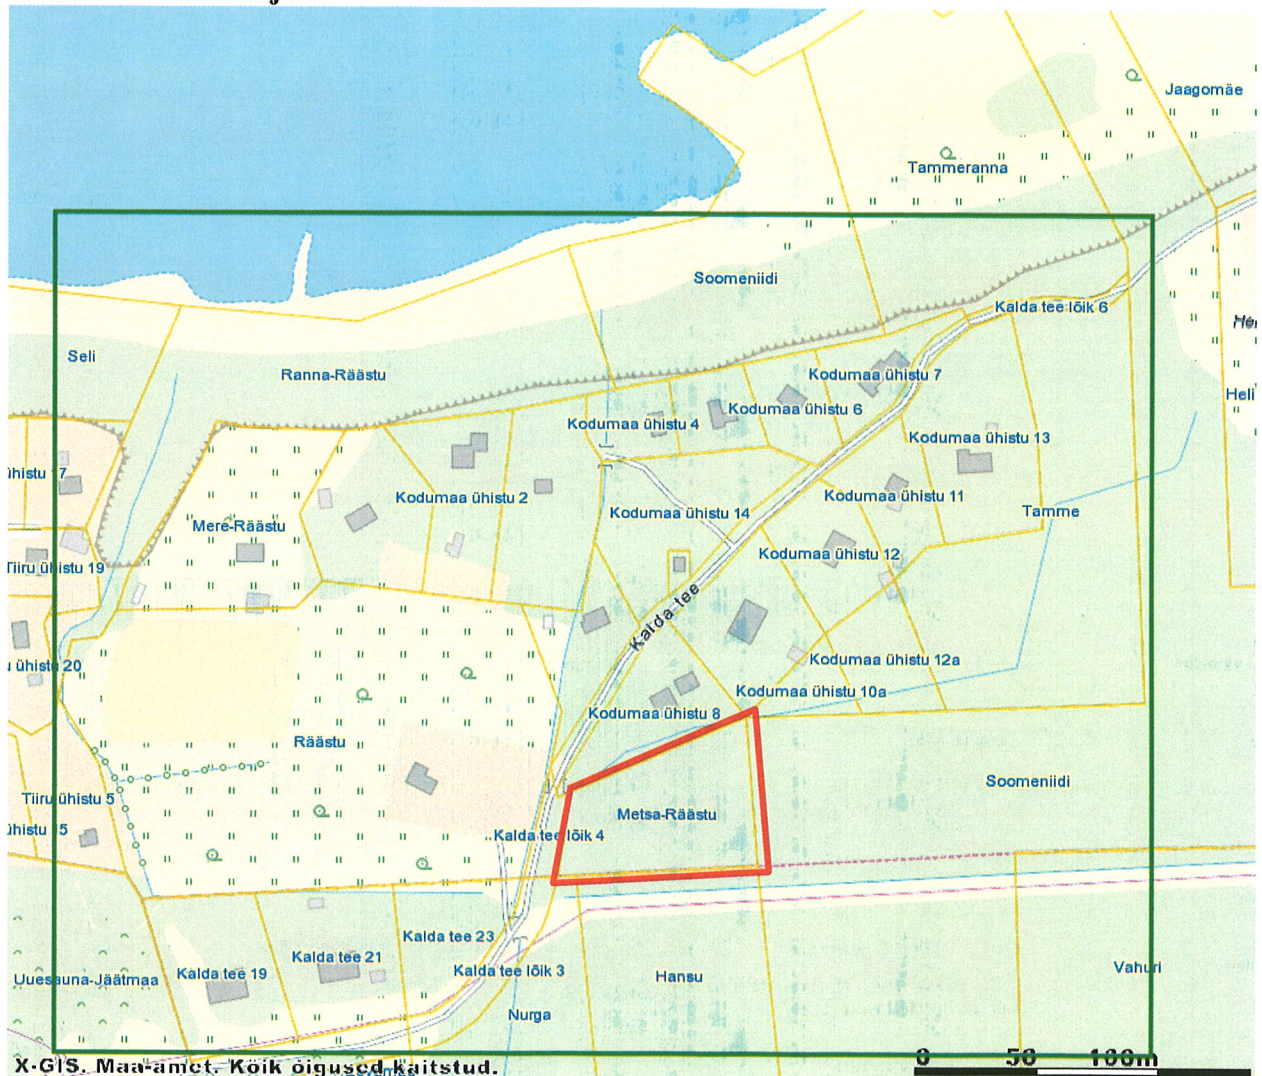 Jaagomäe
Tammeranna
Soomeniidi
Kalda tee lõik 6
Seli
Ranna-Räästu
Kodumaa ühistu 7
Heli
Kodumaa ühistu 6
Kodumaa ühistu 4
Kodumaa ühistu 13
ühistu 17
Kodumaa ühistu 2
Kodumaa ühistu 11
Kodumaa ühistu 14
Tamme
Mere-Räästu
Kodumaa ühistu 12
Tiiru ühistu 19
Kalda tee
ühistu 20
Kodumaa ühistu 12a
Kodumaa ühistu 10a
Kodumaa ühistu 8
Räästu
Soomeniidi
Tiiru ühistu 5
Metsa-Räästu
ühistu 15
Kalda tee lõik 4
Kalda tee 23
Kalda tee 21
Kalda tee 19
Kalda tee lõik 3
Uuesauna-Jäätmaa
Hansu
Vahuri
Nurga
X-GIS. Maa-amet. Kõik õigused kaitstud.
0 50 100m